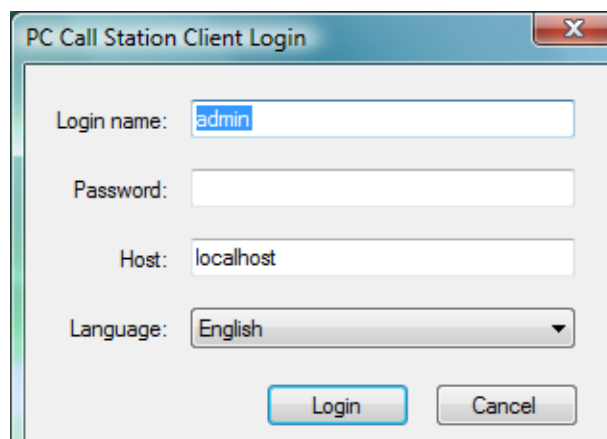 PC Call Station Client Login
Login name: admin
Password:
Host: localhost
Language: English
Login Cancel